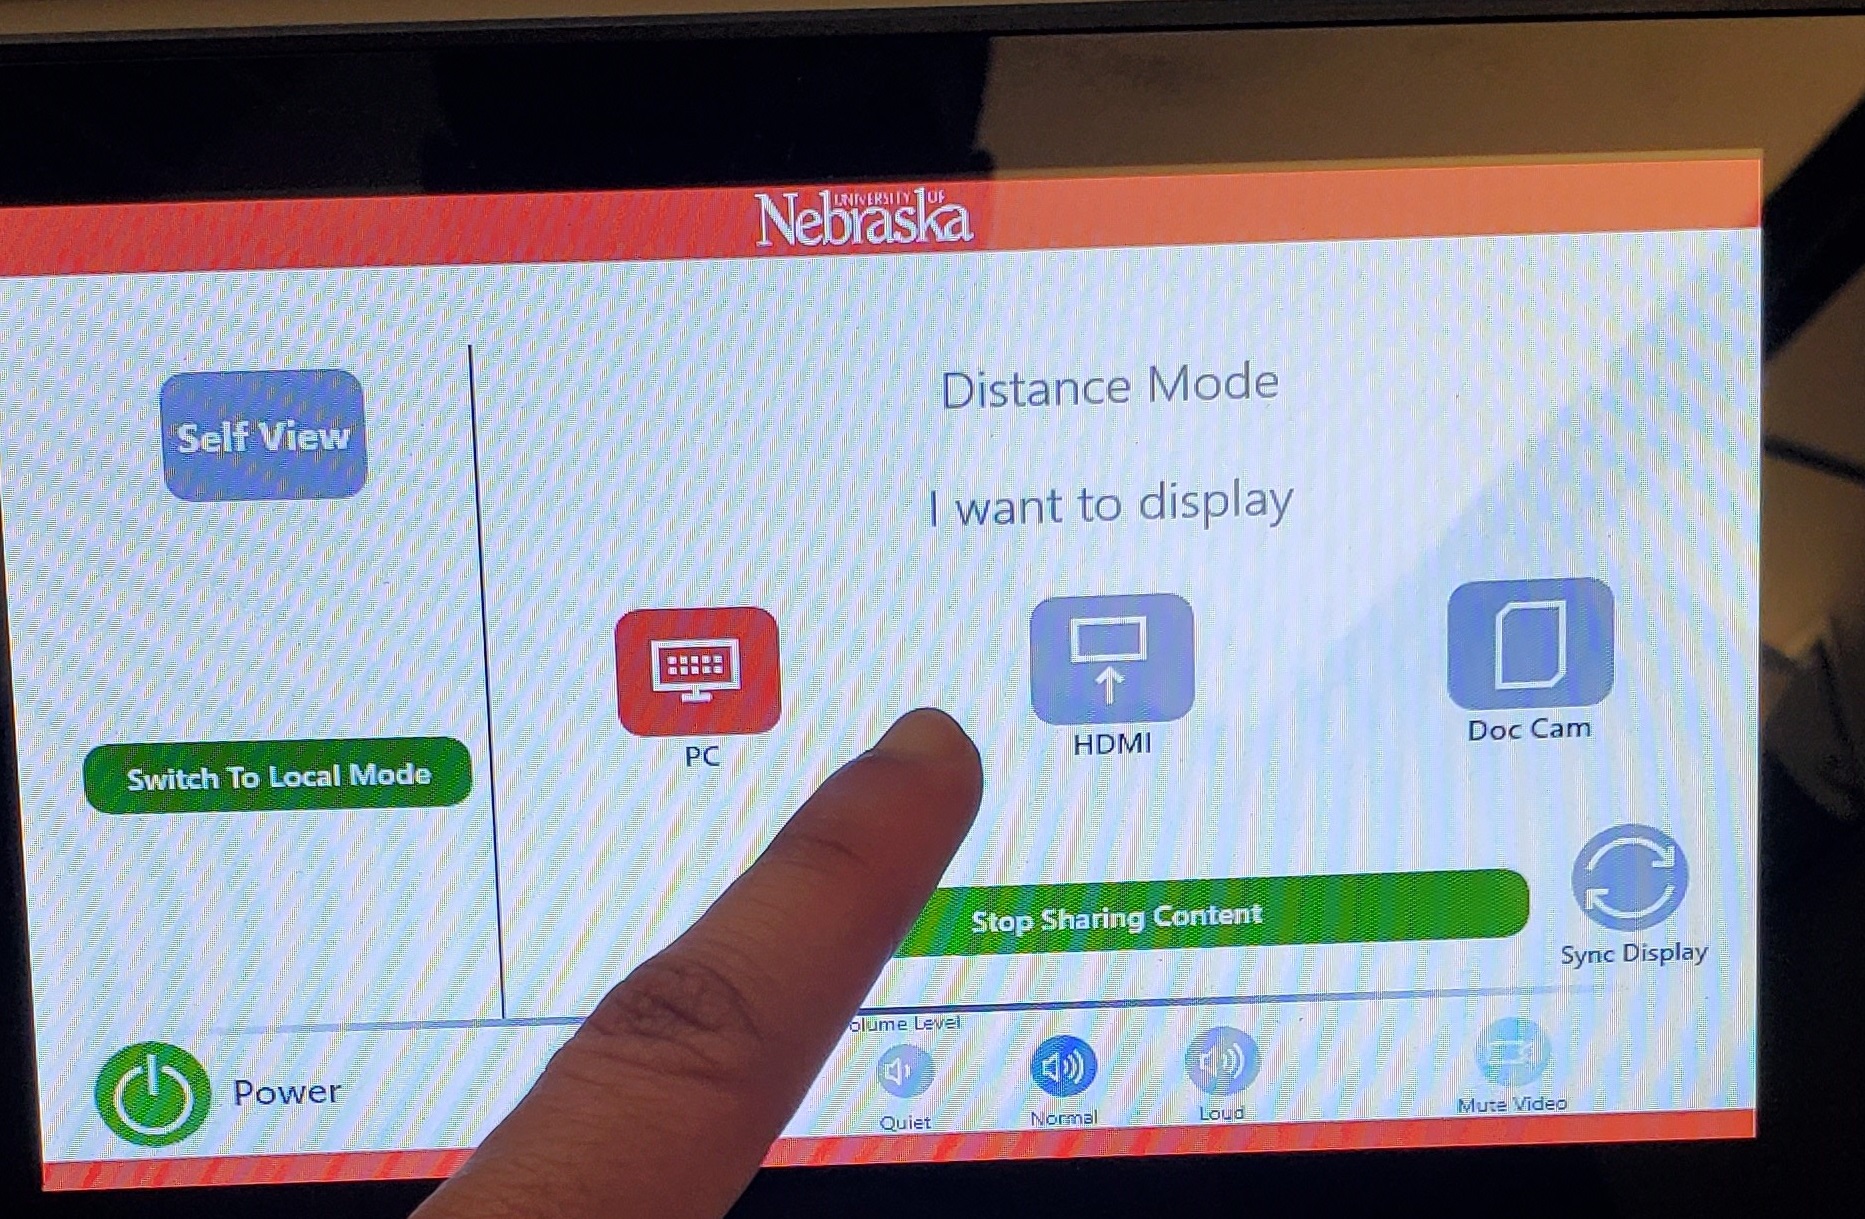 UNIVERSITY OF
Nebraska
Self View
Distance Mode
I want to display
PC
HDMI
Doc Cam
Switch To Local Mode
Stop Sharing Content
Sync Display
olume Level
Power
Quiet
Normal
Loud
Mute Video